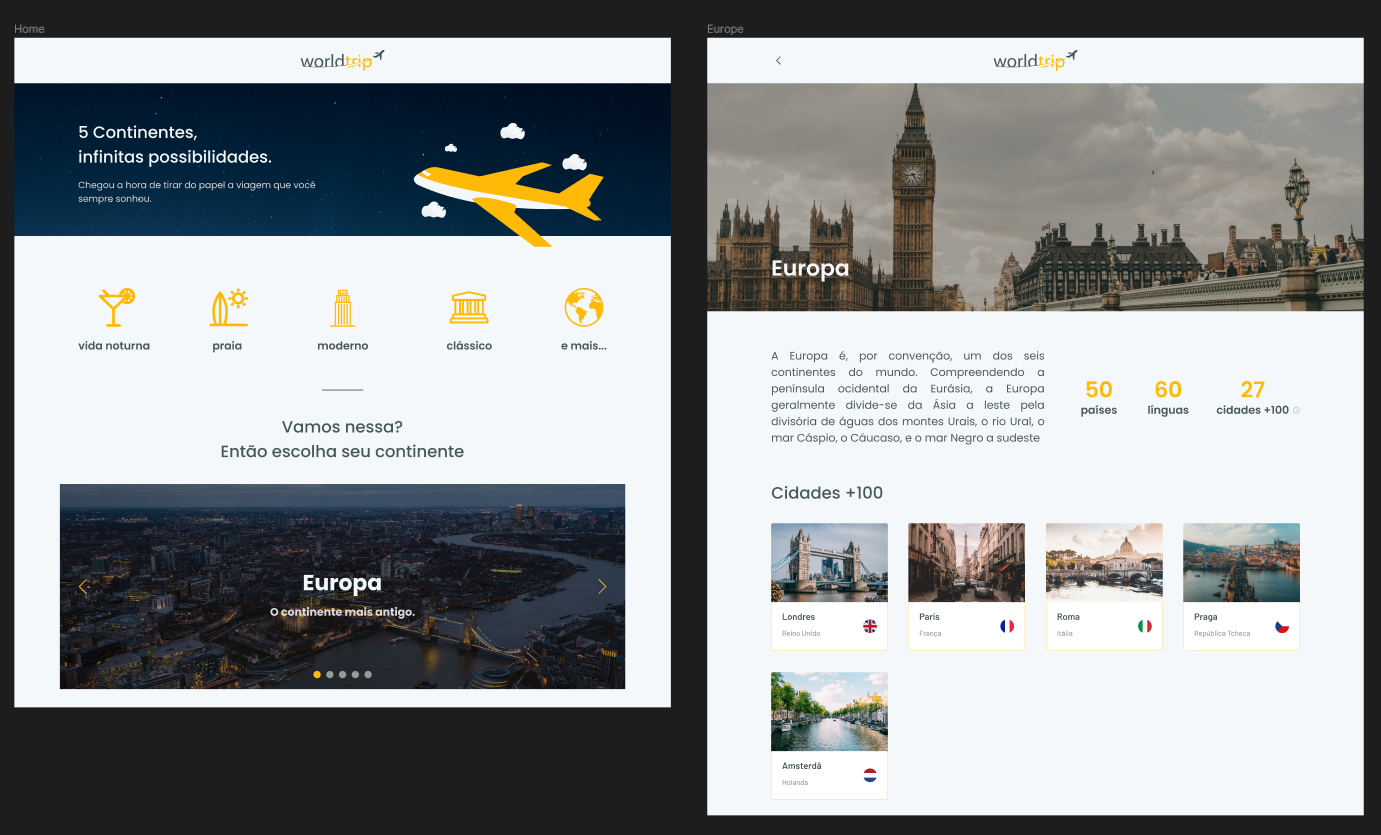 Home
worldtrip
5 Continentes,
infinitas possibilidades.
Chegou a hora de tirar do papel a viagem que você
sempre sonhou.
vida noturna
praia
moderno
clássico
e mais...
Vamos nessa?
Então escolha seu continente
Europa
O continente mais antigo.
Europe
worldtrip
Europa
A Europa é, por convenção, um dos seis
continentes do mundo. Compreendendo a
península ocidental da Eurásia, a Europa
geralmente divide-se da Ásia a leste pela
divisória de águas dos montes Urais, o rio Ural, o
mar Cáspio, o Cáucaso, e o mar Negro a sudeste
50
países
60
línguas
27
cidades +100
Cidades +100
Londres
Reino Unido
Paris
França
Roma
Itália
Praga
República Tcheca
Amsterdã
Holanda